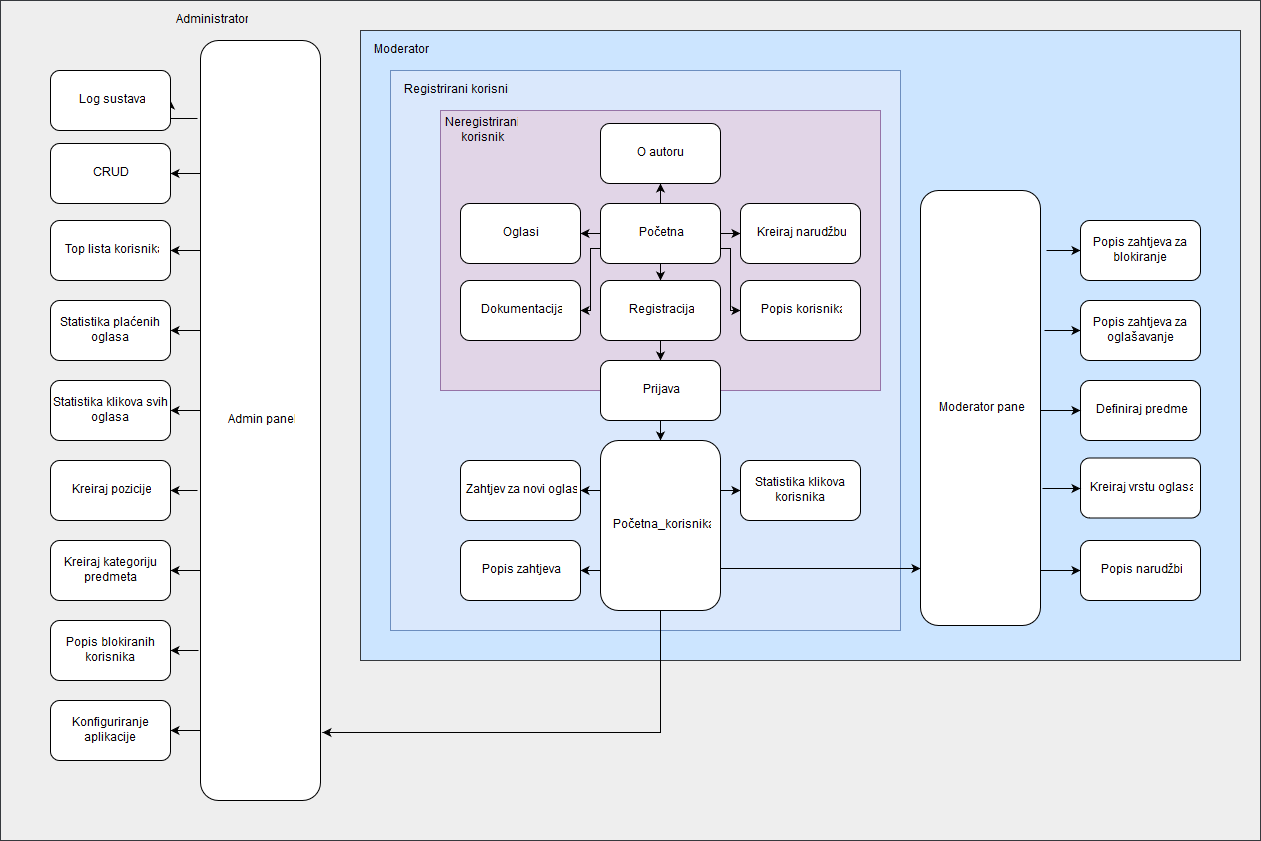 Administrator
Log sustava
CRUD
Top lista korisnika
Statistika plaćenih
oglasa
Statistika klikova svih
oglasa
Kreiraj pozicije
Kreiraj kategoriju
predmeta
Popis blokiranih
korisnika
Konfiguriranje
aplikacije
Admin panel
Moderator
Registrirani korisni
Neregistriran
korisnik
O autoru
Oglasi
Početna
Kreiraj narudžbu
Dokumentacija
Registracija
Popis korisnika
Prijava
Zahtjev za novi oglas
Početna_korisnika
Statistika klikova
korisnika
Popis zahtjeva
Moderator pane
Popis zahtjeva za
blokiranje
Popis zahtjeva za
oglašavanje
Definiraj predme
Kreiraj vrstu oglasa
Popis narudžbi